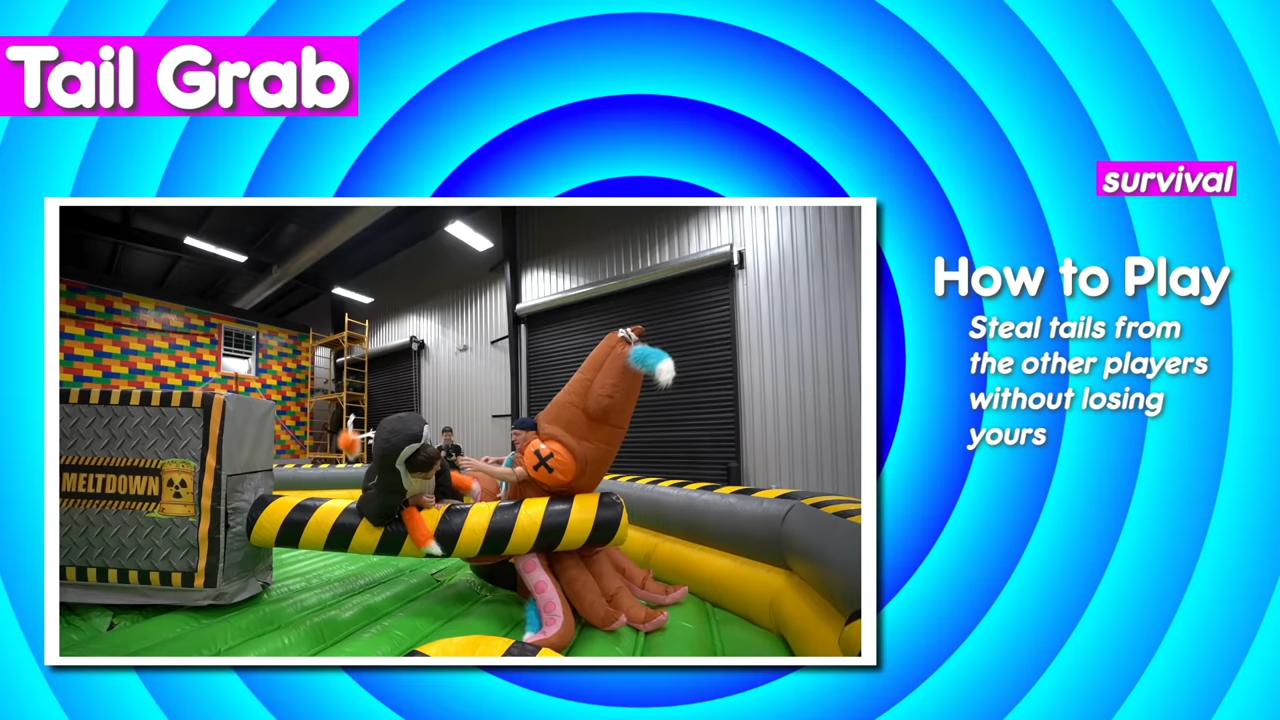 Tail Grab
survival
How to Play
Steal tails from
the other players
without losing
yours
MELTDOWN